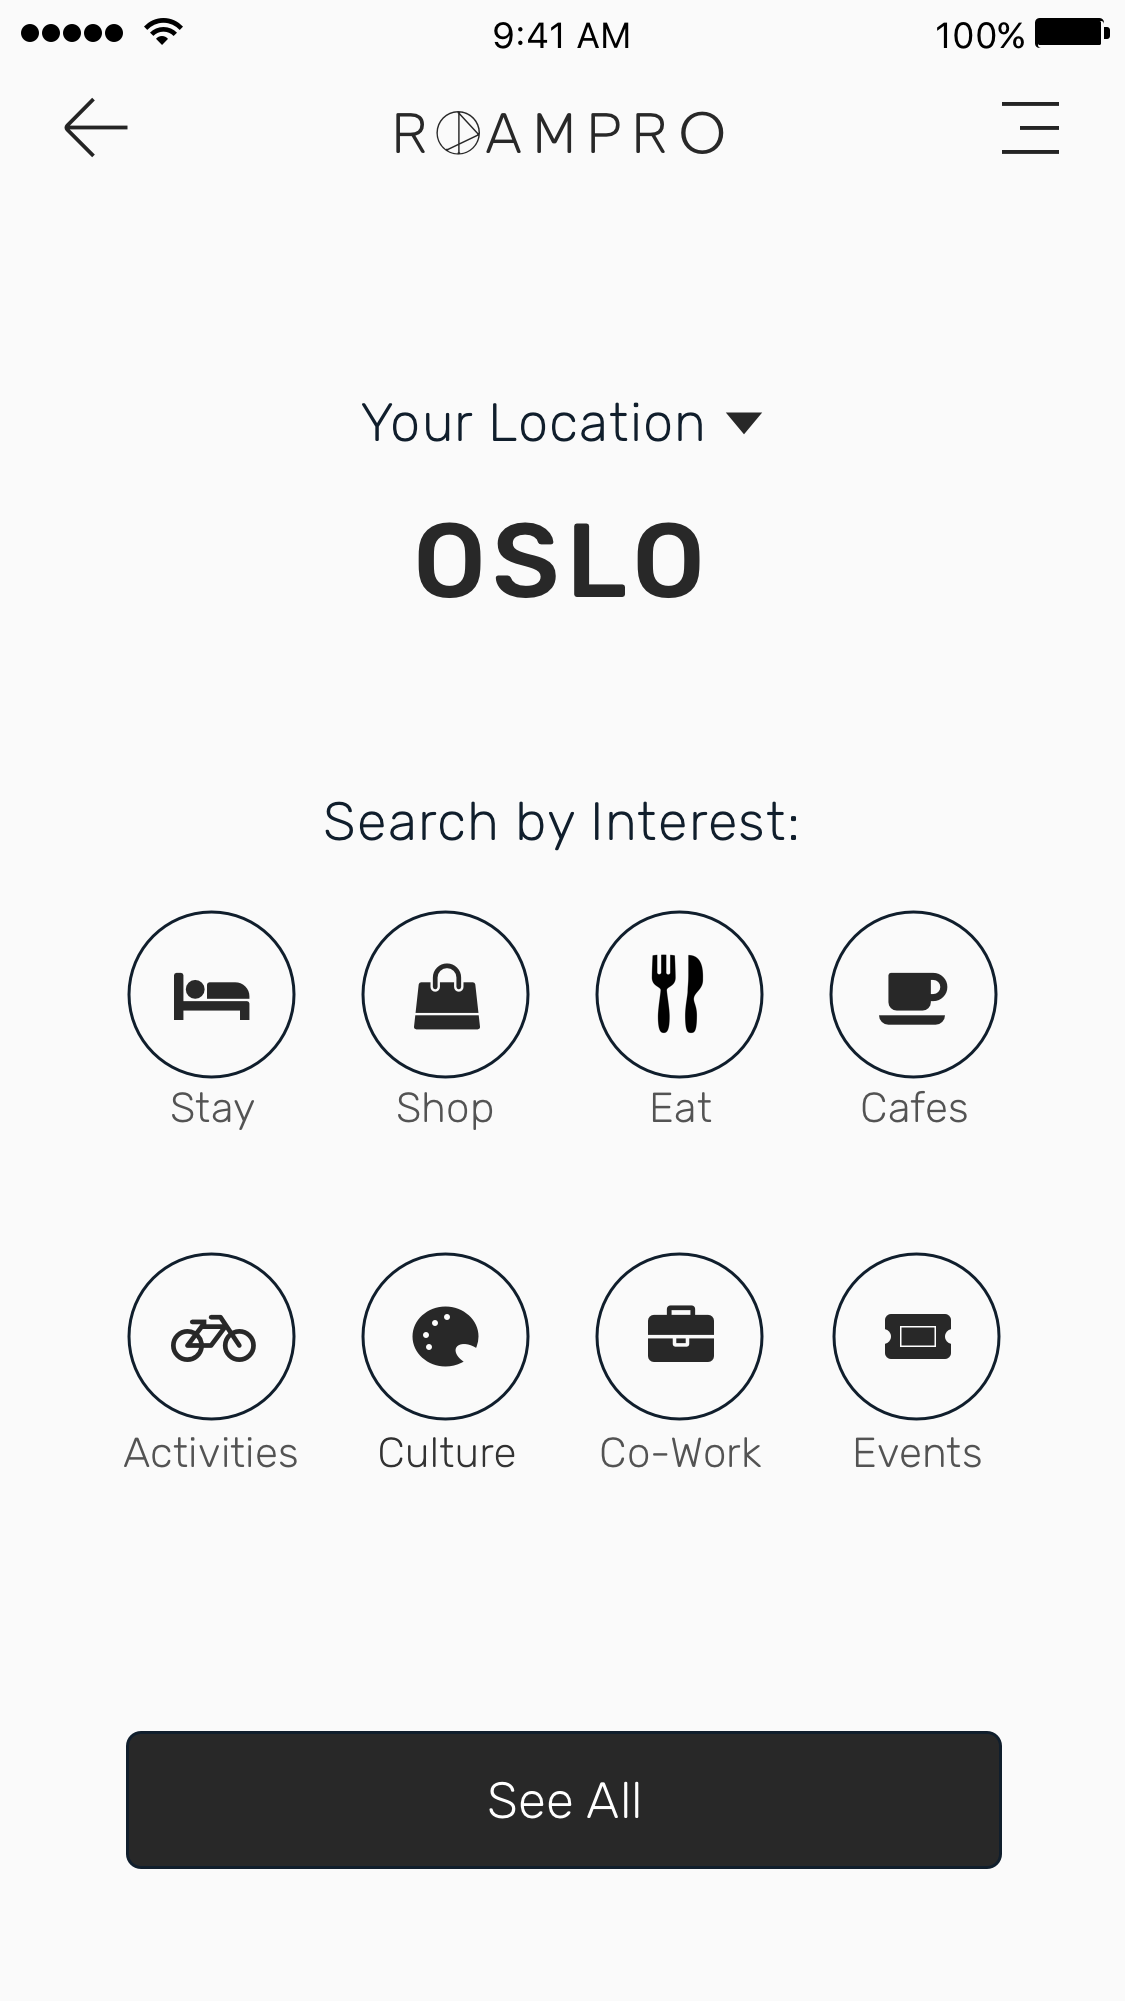 9:41 AM 100%
ROAMPRO
Your Location
OSLO
Search by Interest:
Stay Shop Eat Cafes
Activities Culture Co-Work Events
See All